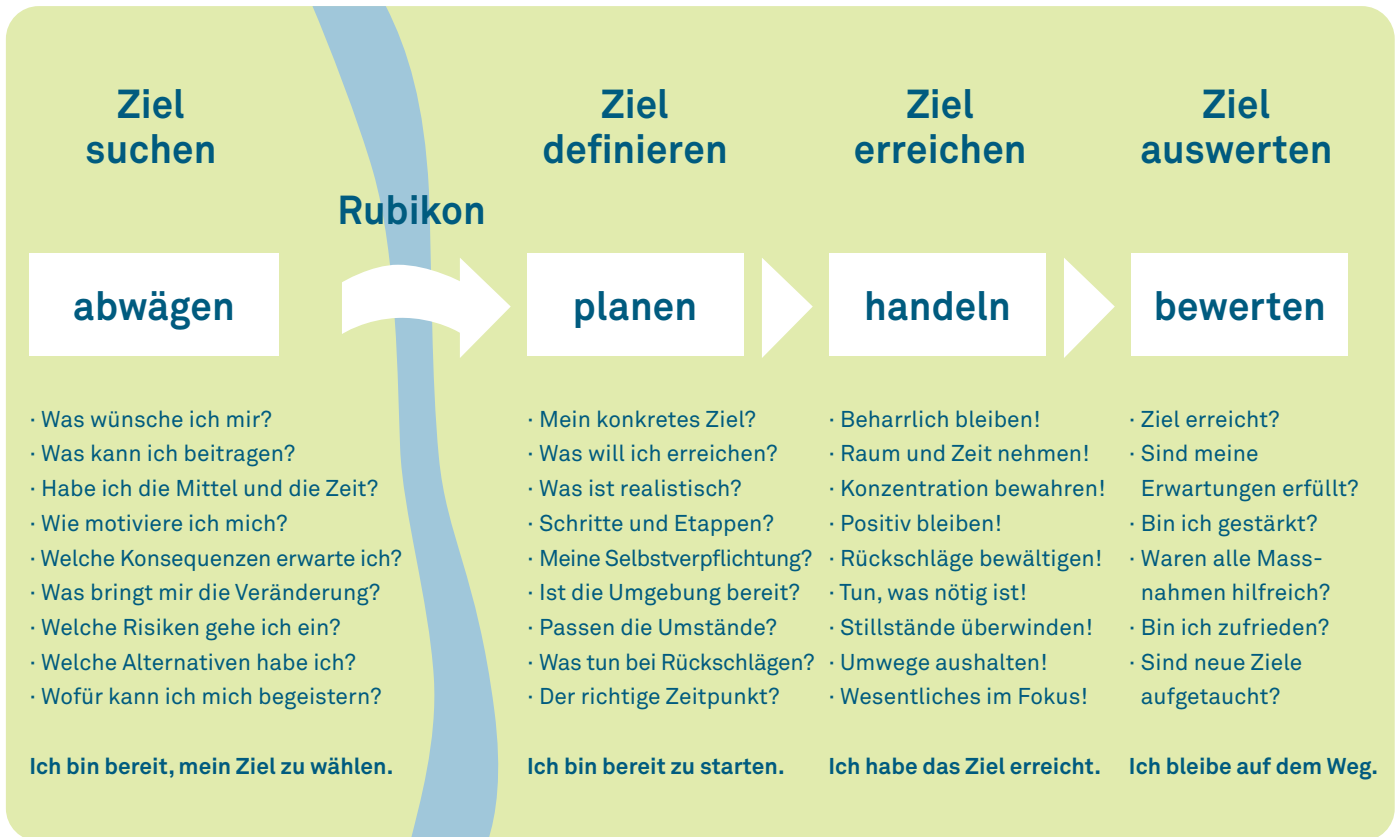 Ziel
suchen
Rubikon
Ziel
definieren
Ziel
erreichen
Ziel
auswerten
abwägen
planen
handeln
bewerten
· Was wünsche ich mir?
· Was kann ich beitragen?
· Habe ich die Mittel und die Zeit?
· Wie motiviere ich mich?
· Welche Konsequenzen erwarte ich?
· Was bringt mir die Veränderung?
· Welche Risiken gehe ich ein?
· Welche Alternativen habe ich?
· Wofür kann ich mich begeistern?
Ich bin bereit, mein Ziel zu wählen.
· Mein konkretes Ziel?
· Was will ich erreichen?
· Was ist realistisch?
· Schritte und Etappen?
· Meine Selbstverpflichtung?
· Ist die Umgebung bereit?
· Passen die Umstände?
· Was tun bei Rückschlägen?
· Der richtige Zeitpunkt?
Ich bin bereit zu starten.
· Beharrlich bleiben!
· Raum und Zeit nehmen!
· Konzentration bewahren!
· Positiv bleiben!
· Rückschläge bewältigen!
· Tun, was nötig ist!
· Stillstände überwinden!
· Umwege aushalten!
· Wesentliches im Fokus!
Ich habe das Ziel erreicht.
· Ziel erreicht?
· Sind meine
Erwartungen erfüllt?
· Bin ich gestärkt?
· Waren alle Mass-
nahmen hilfreich?
· Bin ich zufrieden?
· Sind neue Ziele
aufgetaucht?
Ich bleibe auf dem Weg.